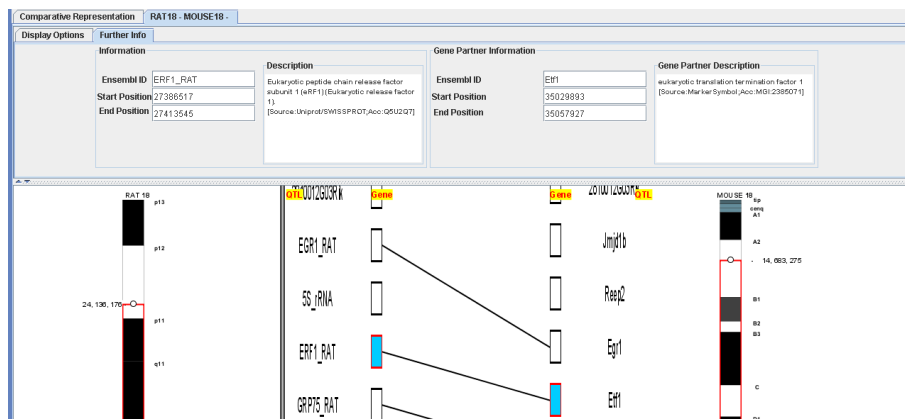 Comparative Representation
RAT18 - MOUSE18 -
Display Options
Further Info
Information
Ensembl ID ERF1_RAT
Start Position 27386517
End Position 27413545
Description
Eukaryotic peptide chain release factor
subunit 1 (eRF1) (Eukaryotic release factor
1).
[Source:Uniprot/SWISSPROT;Acc:Q5U2Q7]
Gene Partner Information
Ensembl ID Etf1
Start Position 35029893
End Position 35057927
Gene Partner Description
eukaryotic translation termination factor 1
[Source:MarkerSymbol;Acc:MGI:2385071]
RAT 18
QTL
Gene
Gene
QTL
MOUSE 18
2810012G03Rik
2810012G03Rik
p13
p12
24, 136, 176
p11
q11
EGR1_RAT
5S_rRNA
ERF1_RAT
GRP75_RAT
Jmjd1b
Reep2
Egr1
Etf1
tip
cenq
A1
A2
- 14, 683, 275
B1
B2
B3
C